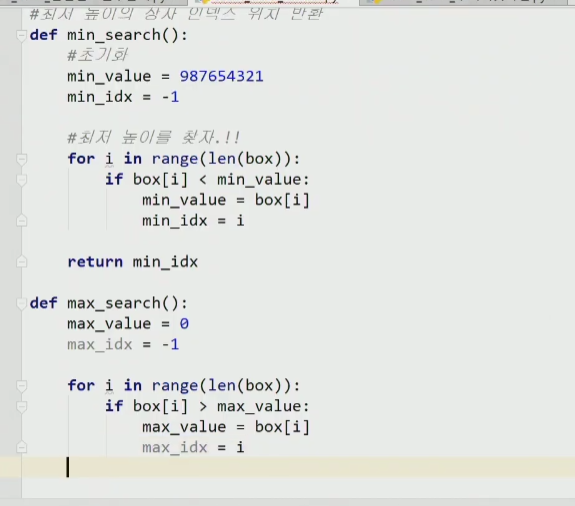 #최저 높이의 상자 인덱스 위치 반환
def min_search():
    #초기화
    min_value = 987654321
    min_idx = -1

    #최저 높이를 찾자.!!
    for i in range(len(box)):
        if box[i] < min_value:
            min_value = box[i]
            min_idx = i

    return min_idx

def max_search():
    max_value = 0
    max_idx = -1

    for i in range(len(box)):
        if box[i] > max_value:
            max_value = box[i]
            max_idx = i